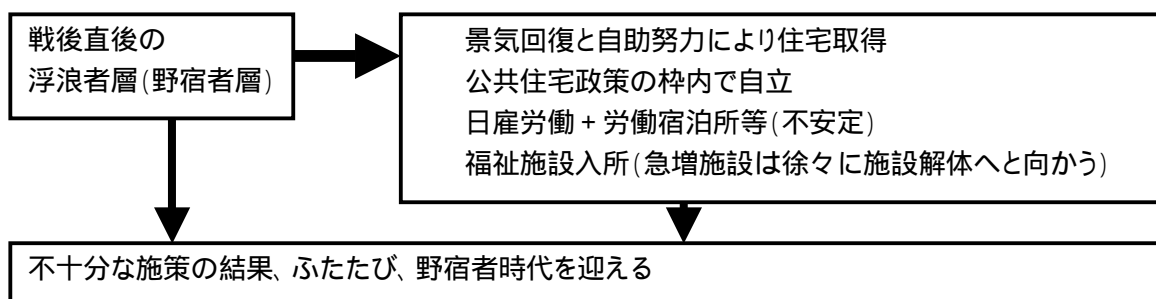 戦後直後の
浮浪者層(野宿者層)
景気回復と自助努力により住宅取得
公共住宅政策の枠内で自立
日雇労働+労働宿泊所等(不安定)
福祉施設入所(急増施設は徐々に施設解体へと向かう)
不十分な施策の結果、ふたたび、野宿者時代を迎える